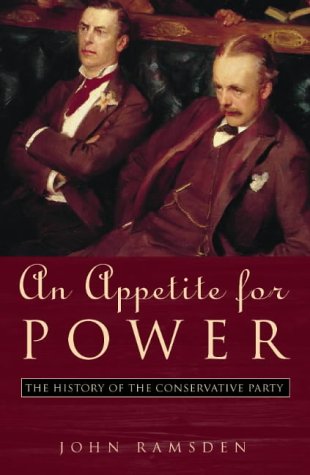 An Appetite for
POWER
THE HISTORY OF THE CONSERVATIVE PARTY
JOHN RAMSDEN